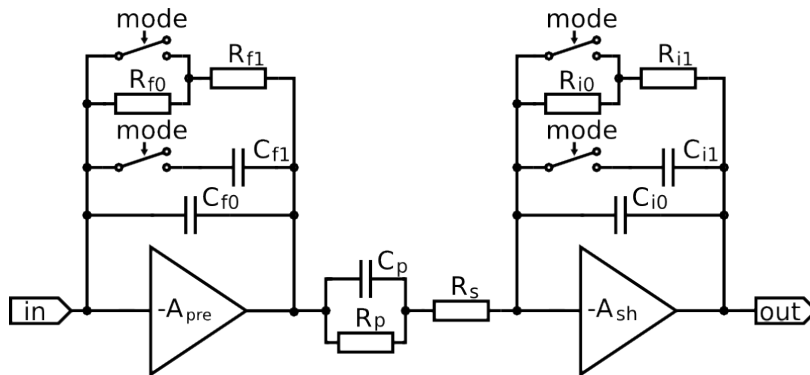 mode
mode
R_f1
R_i1
R_f0
R_i0
mode
mode
C_f1
C_i1
C_f0
C_i0
C_p
R_s
in
-A_pre
R_p
-A_sh
out